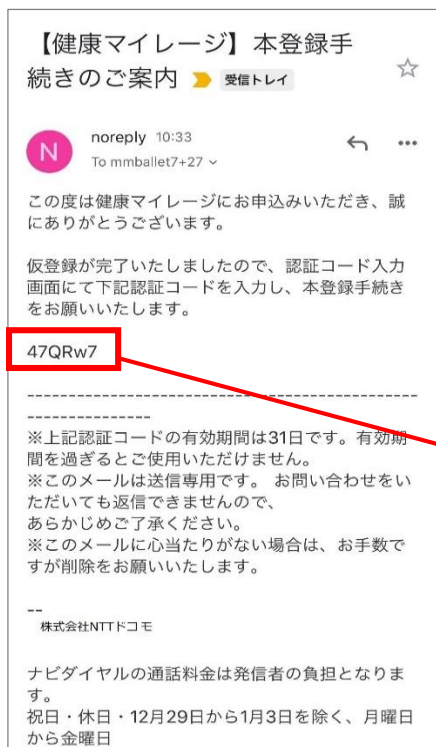 【健康マイレージ】本登録手
続きのご案内 受信トレイ
N
noreply 10:33
To mmballet7+27
この度は健康マイレージにお申込みいただき、誠
にありがとうございます。
仮登録が完了いたしましたので、認証コード入力
画面にて下記認証コードを入力し、本登録手続き
をお願いいたします。
47QRw7
------------------------------------------------
---------------
※上記認証コードの有効期間は31日です。有効期
間を過ぎるとご使用いただけません。
※このメールは送信専用です。 お問い合わせをい
ただいても返信できませんので、
あらかじめご了承ください。
※このメールに心当たりがない場合は、お手数で
すが削除をお願いいたします。
--
株式会社NTTドコモ
ナビダイヤルの通話料金は発信者の負担となりま
す。
祝日・休日・12月29日から1月3日を除く、月曜日
から金曜日